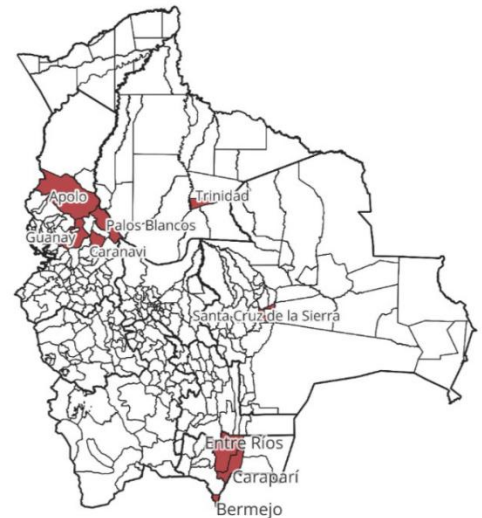 Apolo
Trinidad
Palos Blancos
Guanay
Caranavi
Santa Cruz de la Sierra
Entre Ríos
Caraparí
Bermejo